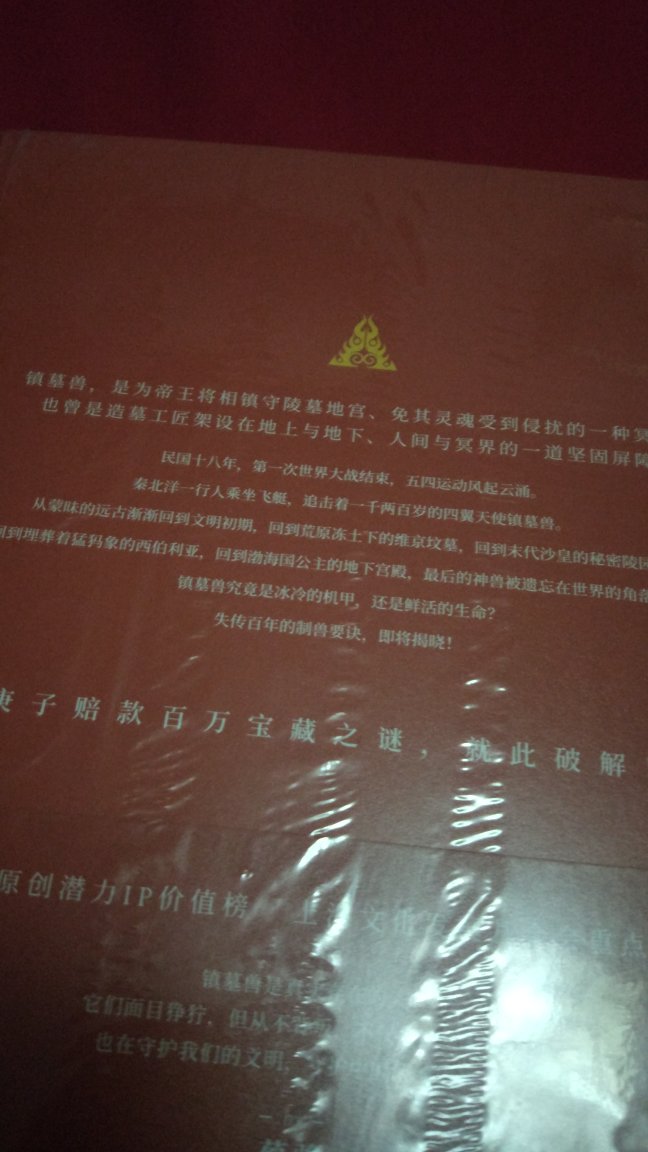 镇墓兽，是为帝王将相镇守陵墓地宫、免其灵魂受到侵扰的一种冥
也曾是造墓工匠架设在地上与地下、人间与冥界的一道坚固屏障
民国十八年，第一次世界大战结束，五四运动风起云涌。
秦北洋一行人乘坐飞艇，追击着一千两百岁的四翼天使镇墓兽。
从蒙昧的远古渐渐回到文明初期，回到荒原冻土下的维京坟墓，回到末代沙皇的秘密陵园
回到埋葬着猛犸象的西伯利亚，回到渤海国公主的地下宫殿，最后的神兽被遗忘在世界的角落
镇墓兽究竟是冰冷的机甲，还是鲜活的生命？
失传百年的制兽要诀，即将揭晓！
庚子赔款百万宝藏之谜，就此破解
原创潜力IP价值榜 上海文化 重点
镇墓兽是真
它们面目狰狞，但从不
也在守护我们的文明，